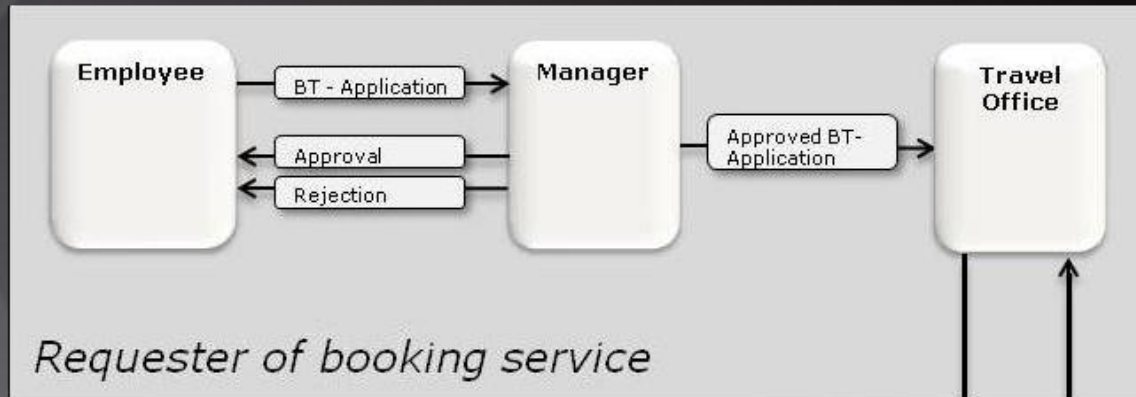 Employee
BT - Application
Approval
Rejection
Manager
Approved BT-
Application
Travel
Office
Requester of booking service